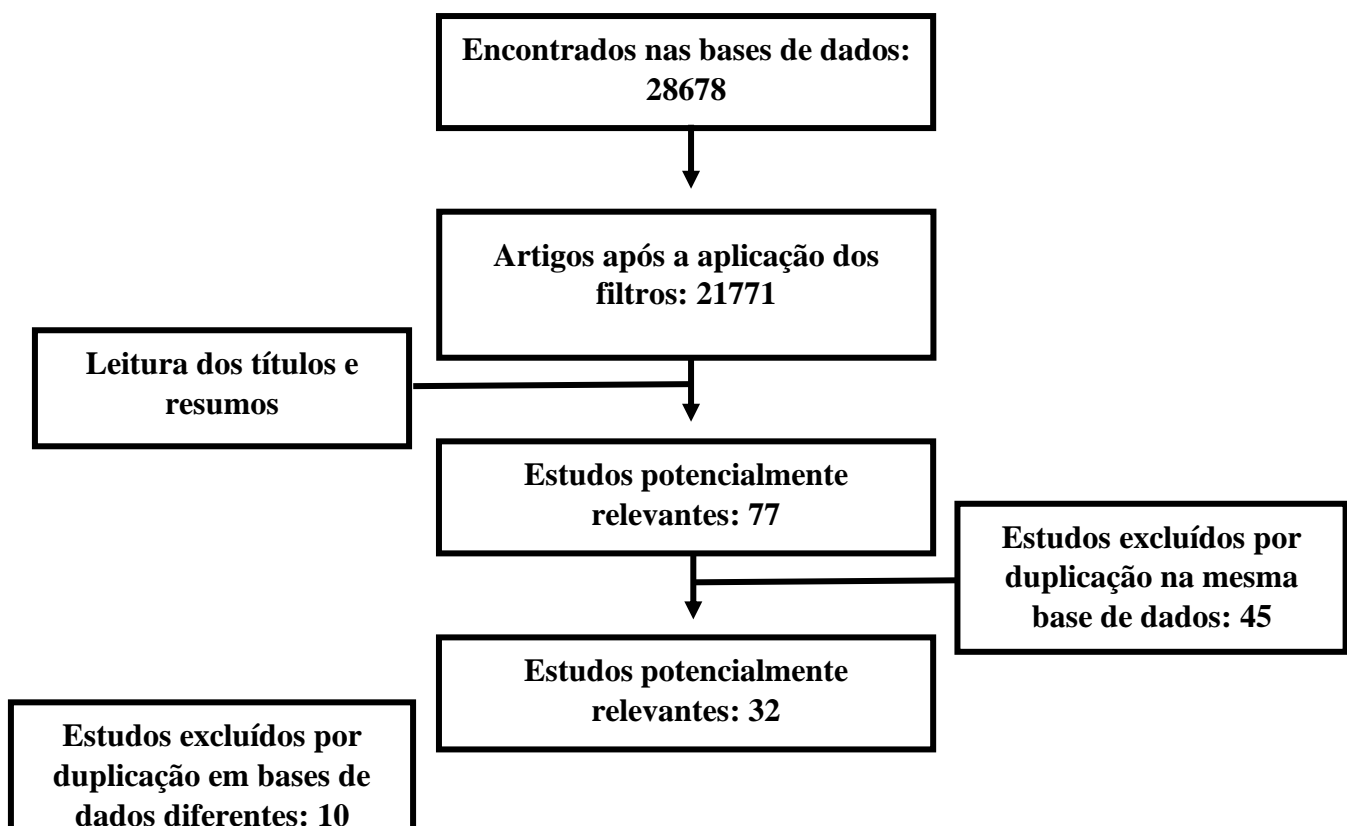 Encontrados nas bases de dados:
28678
Artigos após a aplicação dos
filtros: 21771
Leitura dos títulos e
resumos
Estudos potencialmente
relevantes: 77
Estudos excluídos por
duplicação na mesma
base de dados: 45
Estudos potencialmente
relevantes: 32
Estudos excluídos por
duplicação em bases de
dados diferentes: 10